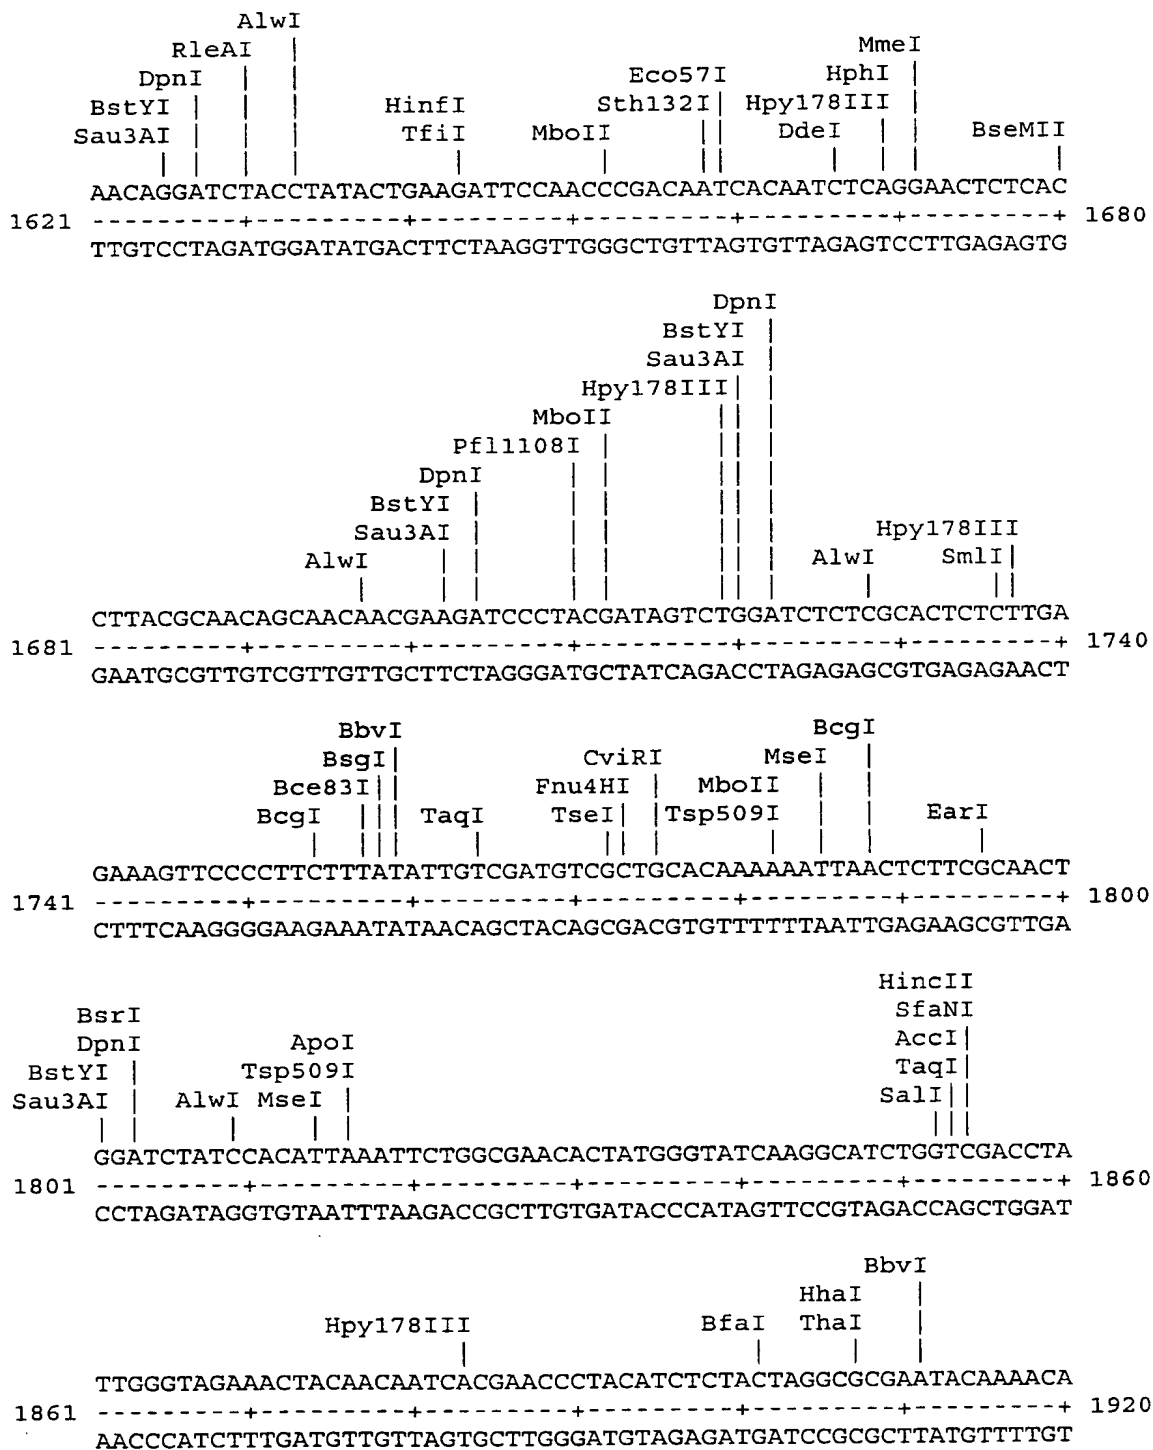 AlwI
RleAI |
DpnI | |
BstYI | | |
Sau3AI | | |
HinfI
TfiI
MboII
Eco57I
Sth132I|
MmeI
HphI |
Hpy178III |
DdeI
BseMII
AACAGGATCTACCTATACTGAAGATTCCAACCCGACAATCACAATCTCAGGAACTCTCAC
1621 ---------+---------+---------+---------+---------+---------+ 1680
TTGTCCTAGATGGATATGACTTCTAAGGTTGGGCTGTTAGTGTTAGAGTCCTTGAGAGTG
DpnI
BstYI |
Sau3AI |
Hpy178III| |
MboII
Pfl1108I |
DpnI
BstYI |
Sau3AI |
AlwI
AlwI
Hpy178III
SmlI|
CTTACGCAACAGCAACAACGAAGATCCCTACGATAGTCTGGATCTCTCGCACTCTCTTGA
1681 ---------+---------+---------+---------+---------+---------+ 1740
GAATGCGTTGTCGTTGTTGCTTCTAGGGATGCTATCAGACCTAGAGAGCGTGAGAGAACT
BbvI
BsgI|
Bce83I||
BcgI
TaqI
CviRI
Fnu4HI |
TseI| |
BcgI
MseI |
MboII
Tsp509I
EarI
GAAAGTTCCCCTTCTTTATATTGTCGATGTCGCTGCACAAAAAATTAACTCTTCGCAACT
1741 ---------+---------+---------+---------+---------+---------+ 1800
CTTTCAAGGGGAAGAAATATAACAGCTACAGCGACGTGTTTTTTAATTGAGAAGCGTTGA
BsrI
DpnI
BstYI |
Sau3AI |
AlwI
ApoI
Tsp509I
MseI |
HincII
SfaNI
AccI|
TaqI|
SalI||
GGATCTATCCACATTAAATTCTGGCGAACACTATGGGTATCAAGGCATCTGGTCGACCTA
1801 ---------+---------+---------+---------+---------+---------+ 1860
CCTAGATAGGTGTAATTTAAGACCGCTTGTGATACCCATAGTTCCGTAGACCAGCTGGAT
BbvI
HhaI |
Hpy178III
BfaI
ThaI |
TTGGGTAGAAACTACAACAATCACGAACCCTACATCTCTACTAGGCGCGAATACAAAACA
1861 ---------+---------+---------+---------+---------+---------+ 1920
AACCCATCTTTGATGTTGTTAGTGCTTGGGATGTAGAGATGATCCGCGCTTATGTTTTGT